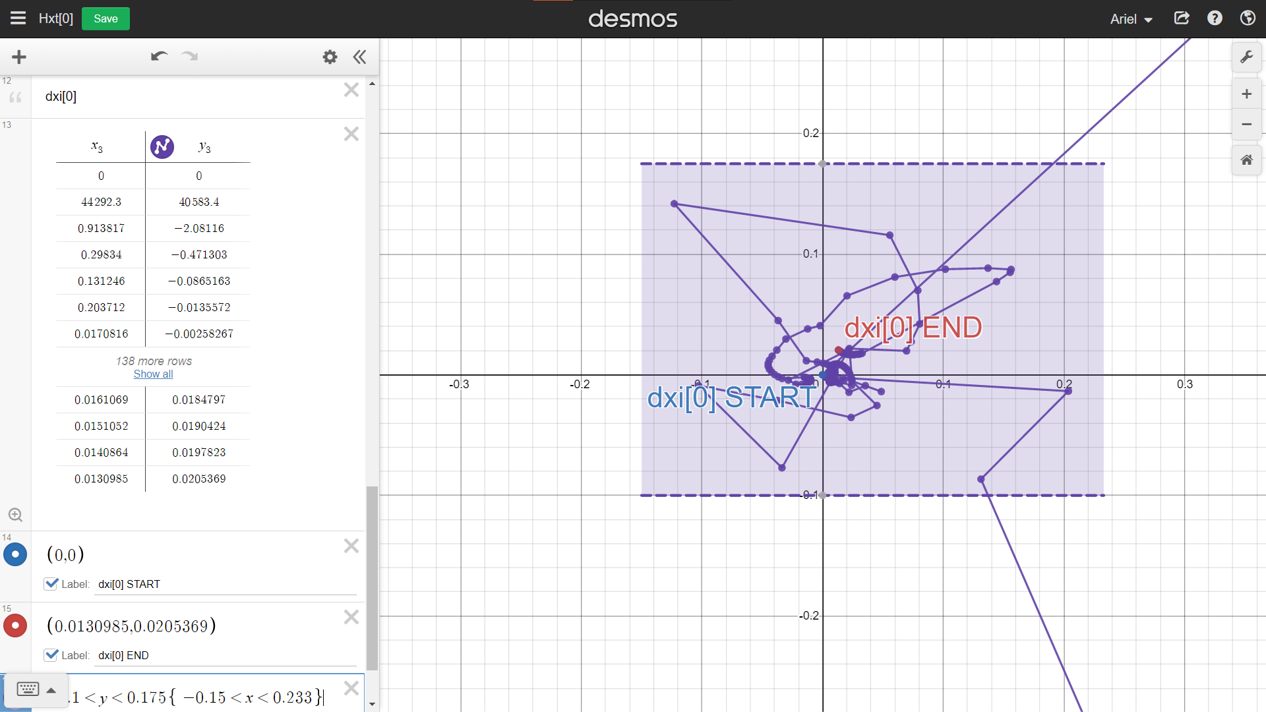 Hxt[0] Save desmos Ariel
12
dxi[0]
13
x₃ y₃
0 0
44292.3 40583.4
0.913817 −2.08116
0.29834 −0.471303
0.131246 −0.0865163
0.203712 −0.0135572
0.0170816 −0.00258267
138 more rows
Show all
0.0161069 0.0184797
0.0151052 0.0190424
0.0140864 0.0197823
0.0130985 0.0205369
14
(0,0)
Label: dxi[0] START
15
(0.0130985,0.0205369)
Label: dxi[0] END
.1 < y < 0.175{ −0.15 < x < 0.233}
0.2
0.1
dxi[0] END
-0.3 -0.2 -0.1 0 0.1 0.2 0.3
dxi[0] START
-0.1
-0.2